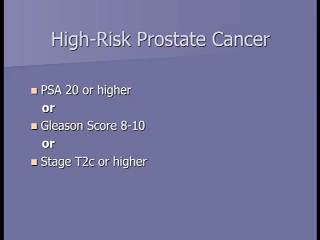 High-Risk Prostate Cancer
PSA 20 or higher
or
Gleason Score 8-10
or
Stage T2c or higher